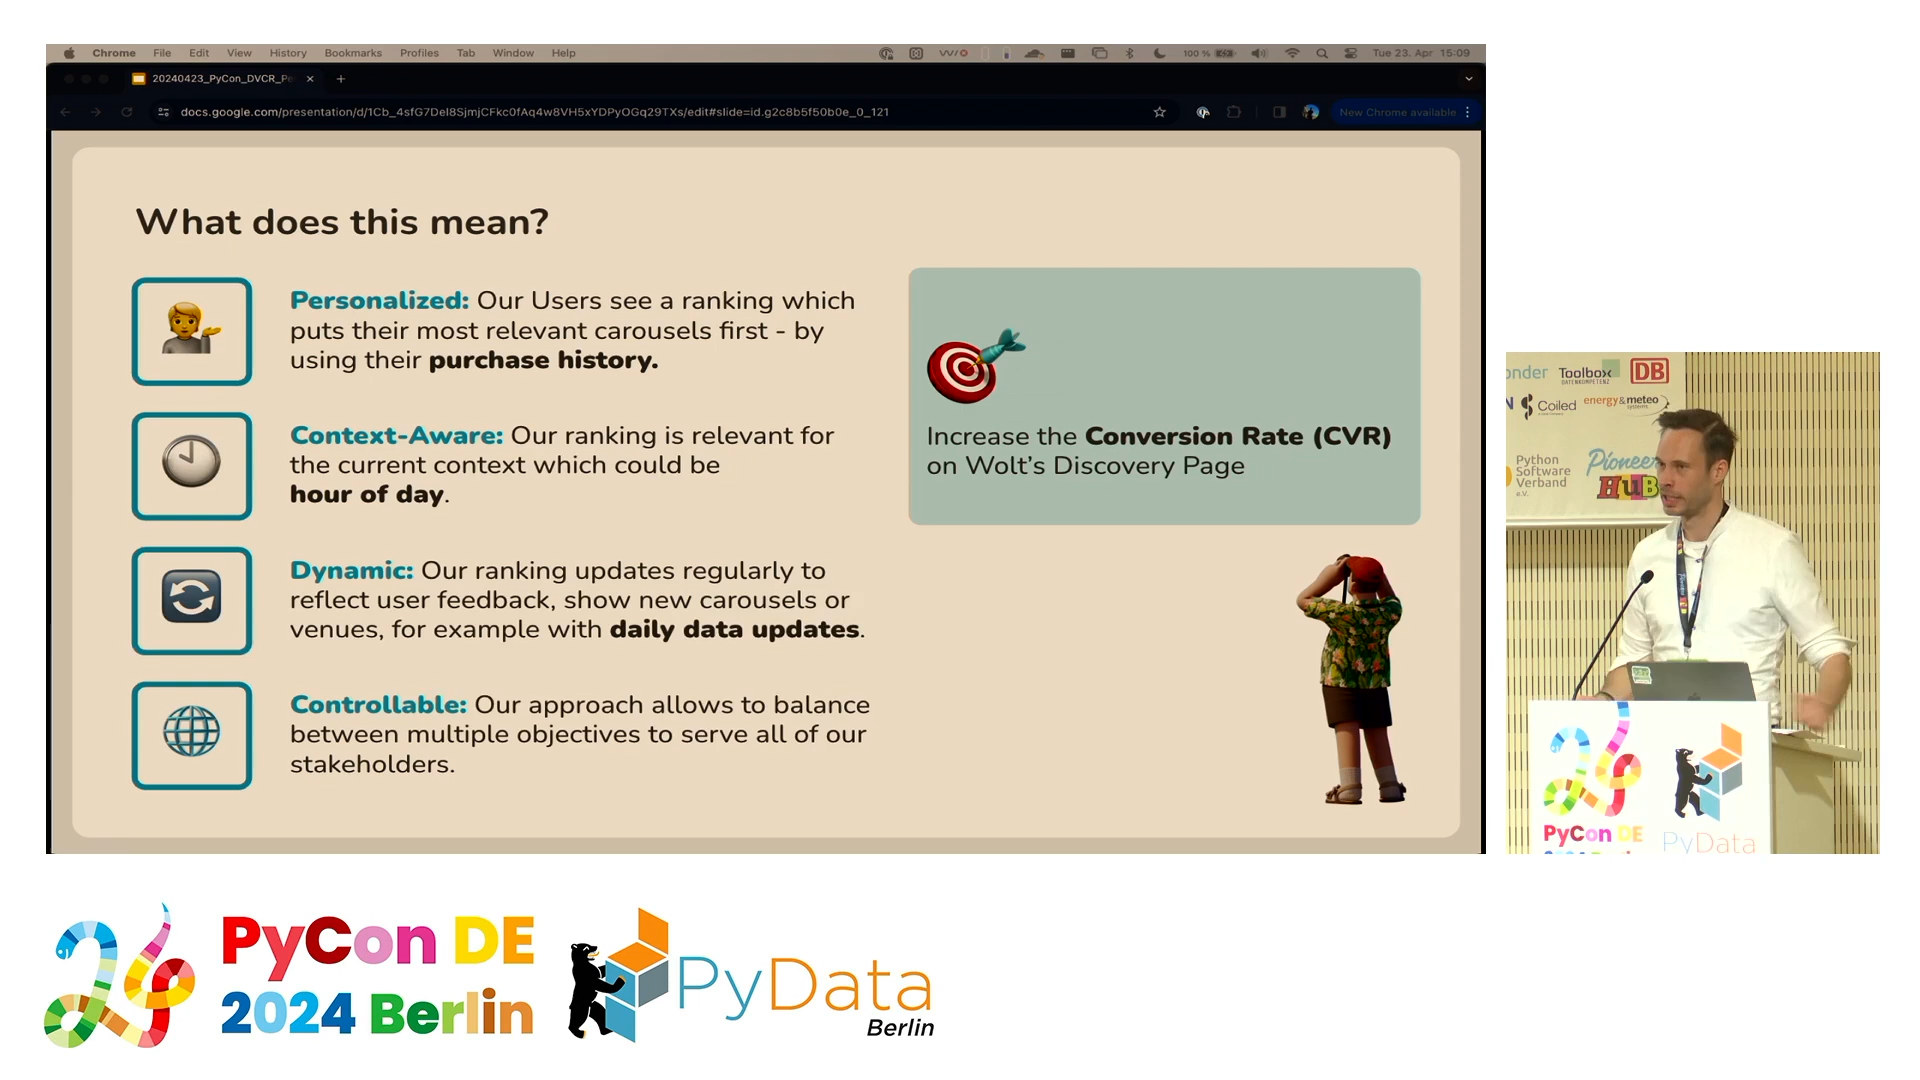 Chrome File Edit View History Bookmarks Profiles Tab Window Help
100 % Tue 23. Apr 15:09
20240423_PyCon_DVCR_Pe
docs.google.com/presentation/d/1Cb_4sfG7Del8SjmjCFkc0fAq4w8VH5xYDPyOGq29TXs/edit#slide=id.g2c8b5f50b0e_0_121
New Chrome available
What does this mean?
Personalized: Our Users see a ranking which
puts their most relevant carousels first - by
using their purchase history.
Context-Aware: Our ranking is relevant for
the current context which could be
hour of day.
Dynamic: Our ranking updates regularly to
reflect user feedback, show new carousels or
venues, for example with daily data updates.
Controllable: Our approach allows to balance
between multiple objectives to serve all of our
stakeholders.
Increase the Conversion Rate (CVR)
on Wolt's Discovery Page
onder Toolbox DB
DATENKOMPETENZ
N Coiled energy&meteo
systems
Python
Software
Verband
e.V.
Pioneer
HUB
PyCon DE
PyData
PyCon DE
2024 Berlin
PyData
Berlin